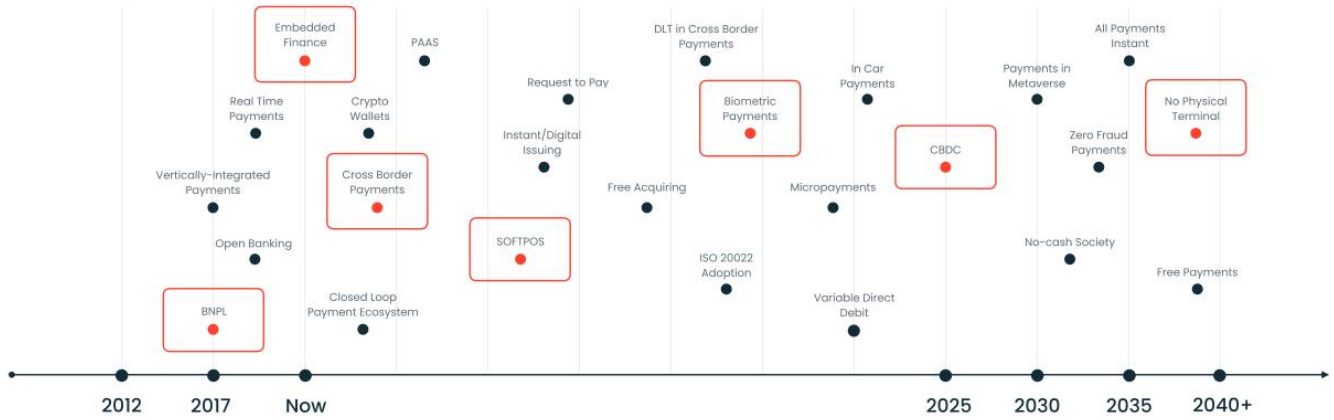 Embedded
Finance
PAAS
DLT in Cross Border
Payments
All Payments
Instant
Request to Pay
In Car
Payments
Payments in
Metaverse
Real Time
Payments
Crypto
Wallets
Biometric
Payments
No Physical
Terminal
Instant/Digital
Issuing
CBDC
Zero Fraud
Payments
Vertically-Integrated
Payments
Cross Border
Payments
Free Acquiring
Micropayments
Open Banking
SOFTPOS
No-cash Society
ISO 20022
Adoption
Free Payments
BNPL
Closed Loop
Payment Ecosystem
Variable Direct
Debit
2012
2017
Now
2025
2030
2035
2040+